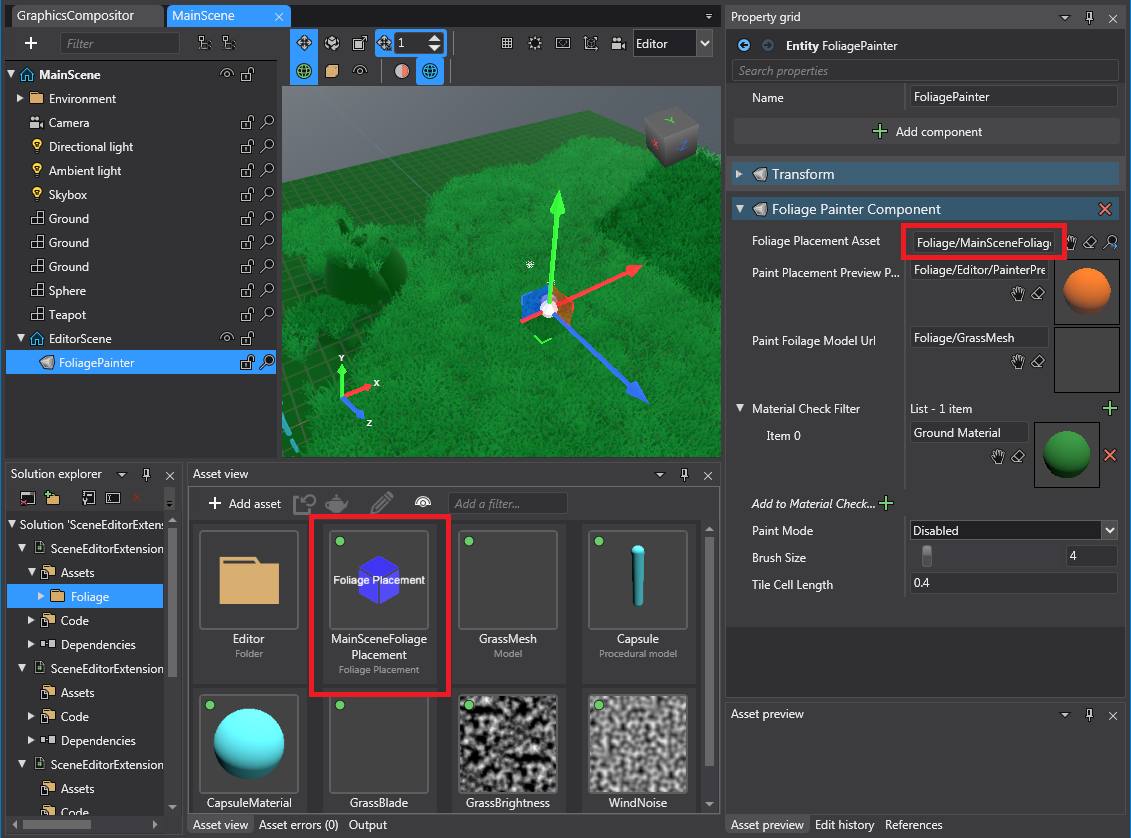 GraphicsCompositor
MainScene
Filter
MainScene
Environment
Camera
Directional light
Ambient light
Skybox
Ground
Ground
Ground
Sphere
Teapot
EditorScene
FoliagePainter
1
Editor
Y
X
Z
Y
X
Z
Solution explorer
Solution 'SceneEditorExten
SceneEditorExtension
Assets
Foliage
Code
Dependencies
SceneEditorExtension
Assets
Code
Dependencies
SceneEditorExtension
Assets
Code
Asset view
Add asset
Add a filter...
Editor
Folder
Foliage Placement
MainSceneFoliage
Placement
Foliage Placement
GrassMesh
Model
Capsule
Procedural model
CapsuleMaterial
GrassBlade
GrassBrightness
WindNoise
Asset view
Asset errors (0)
Output
Property grid
Entity FoliagePainter
Search properties
Name
FoliagePainter
Add component
Transform
Foliage Painter Component
Foliage Placement Asset
Foliage/MainSceneFoliage
Paint Placement Preview P...
Foliage/Editor/PainterPre
Paint Foilage Model Url
Foliage/GrassMesh
Material Check Filter
List - 1 item
Item 0
Ground Material
Add to Material Check...
Paint Mode
Disabled
Brush Size
4
Tile Cell Length
0.4
Asset preview
Asset preview
Edit history
References